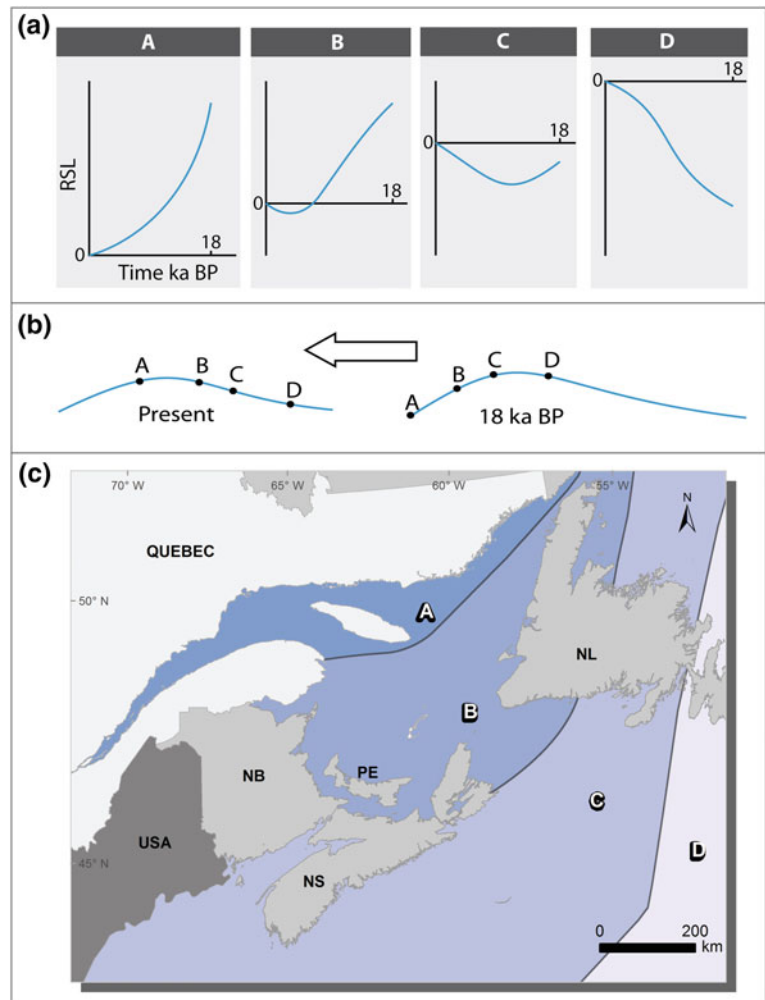 (a)
A B C D
RSL
0 18
Time ka BP
0 18
0 18
0 18
(b)
A B C D
Present
A B C D
18 ka BP
(c)
70° W 65° W 60° W 55° W
N
QUEBEC
50° N
A
NL
B
PE
NB
C
USA
D
45° N
NS
0 200
km